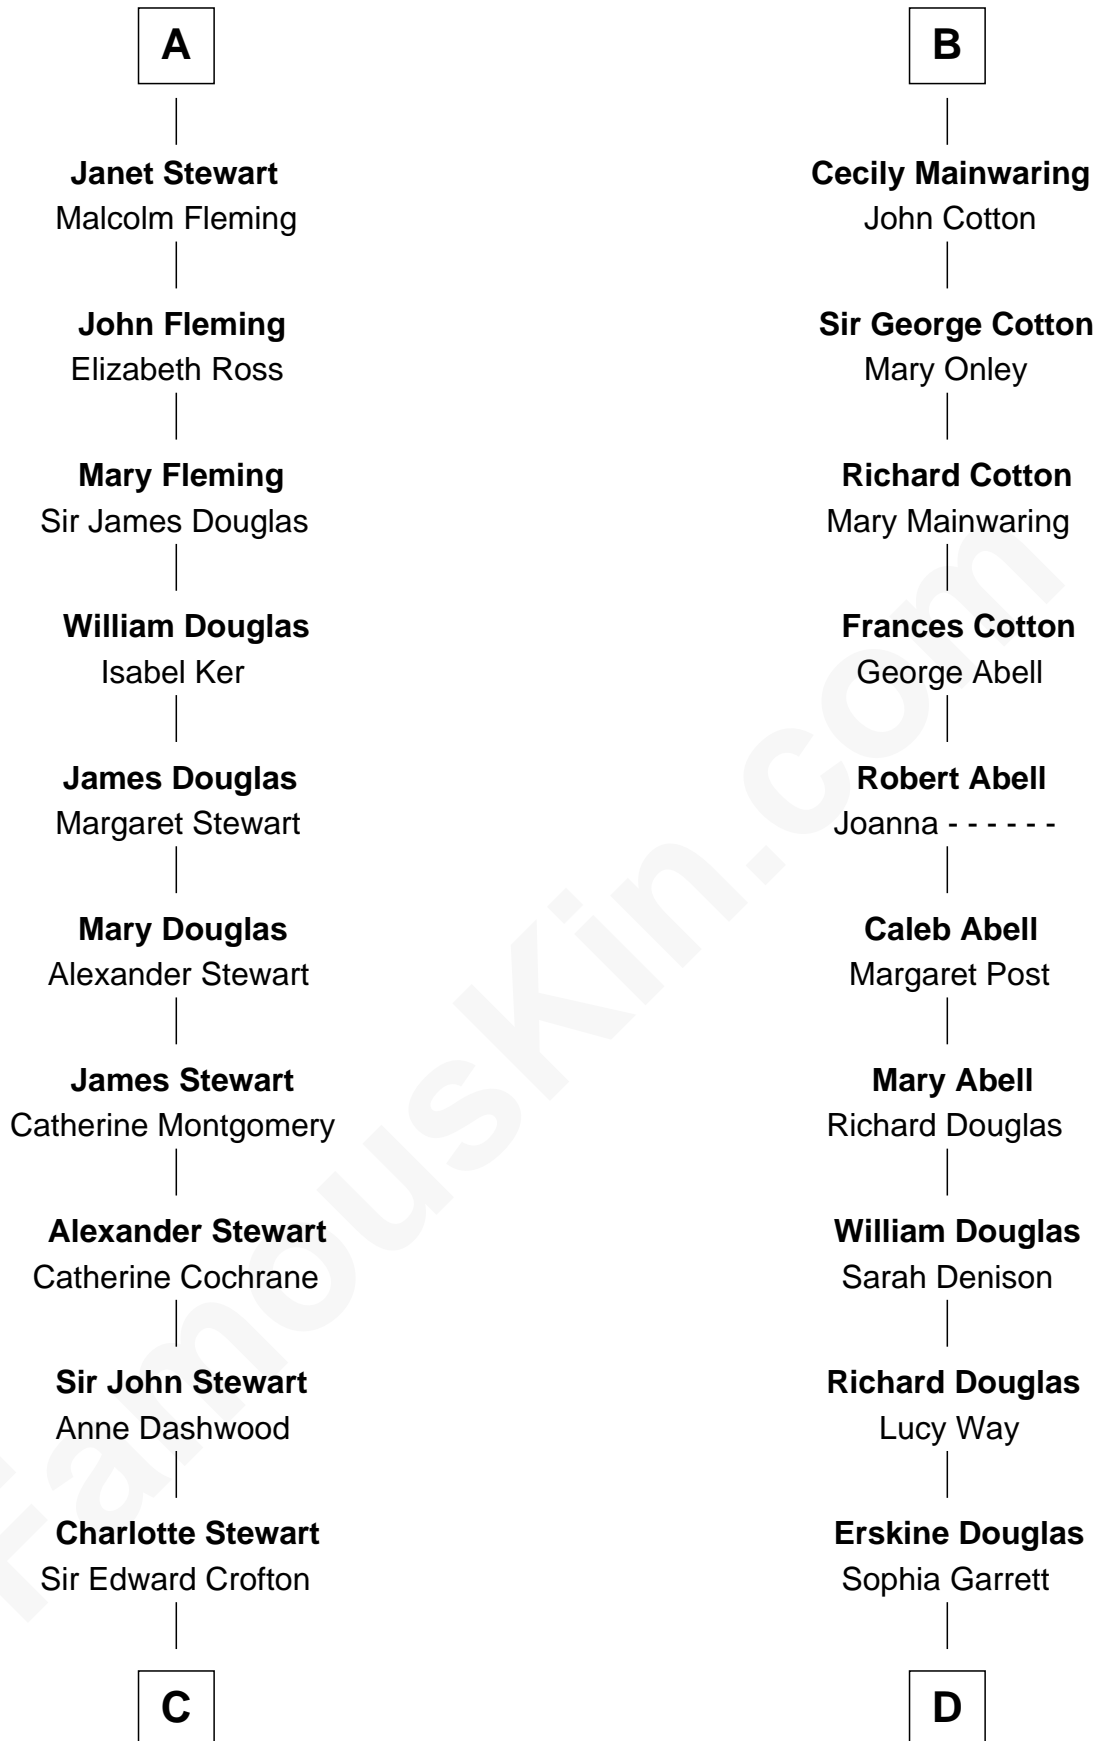 A
Janet Stewart
Malcolm Fleming
John Fleming
Elizabeth Ross
Mary Fleming
Sir James Douglas
William Douglas
Isabel Ker
James Douglas
Margaret Stewart
Mary Douglas
Alexander Stewart
James Stewart
Catherine Montgomery
Alexander Stewart
Catherine Cochrane
Sir John Stewart
Anne Dashwood
Charlotte Stewart
Sir Edward Crofton
C
B
Cecily Mainwaring
John Cotton
Sir George Cotton
Mary Onley
Richard Cotton
Mary Mainwaring
Frances Cotton
George Abell
Robert Abell
Joanna - - - - - -
Caleb Abell
Margaret Post
Mary Abell
Richard Douglas
William Douglas
Sarah Denison
Richard Douglas
Lucy Way
Erskine Douglas
Sophia Garrett
D
FamousKin.com